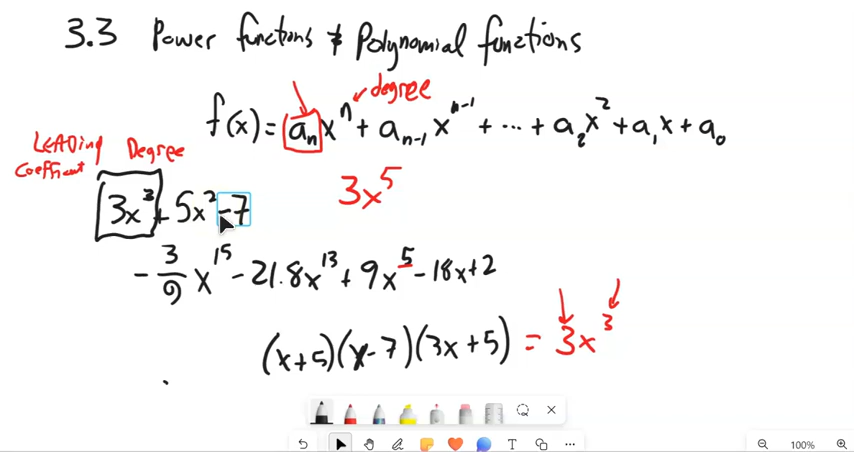 3.3 Power functions & Polynomial functions
degree
f(x) = aₙxⁿ + aₙ₋₁xⁿ⁻¹ + ... + a₂x² + a₁x + a₀
LEADing Degree
Coefficient
3x³ + 5x² - 7
3x⁵
- 3/9 x¹⁵ - 21.8x¹³ + 9x⁵ - 18x + 2
(x+5)(x-7)(3x+5) = 3x³
T
100%